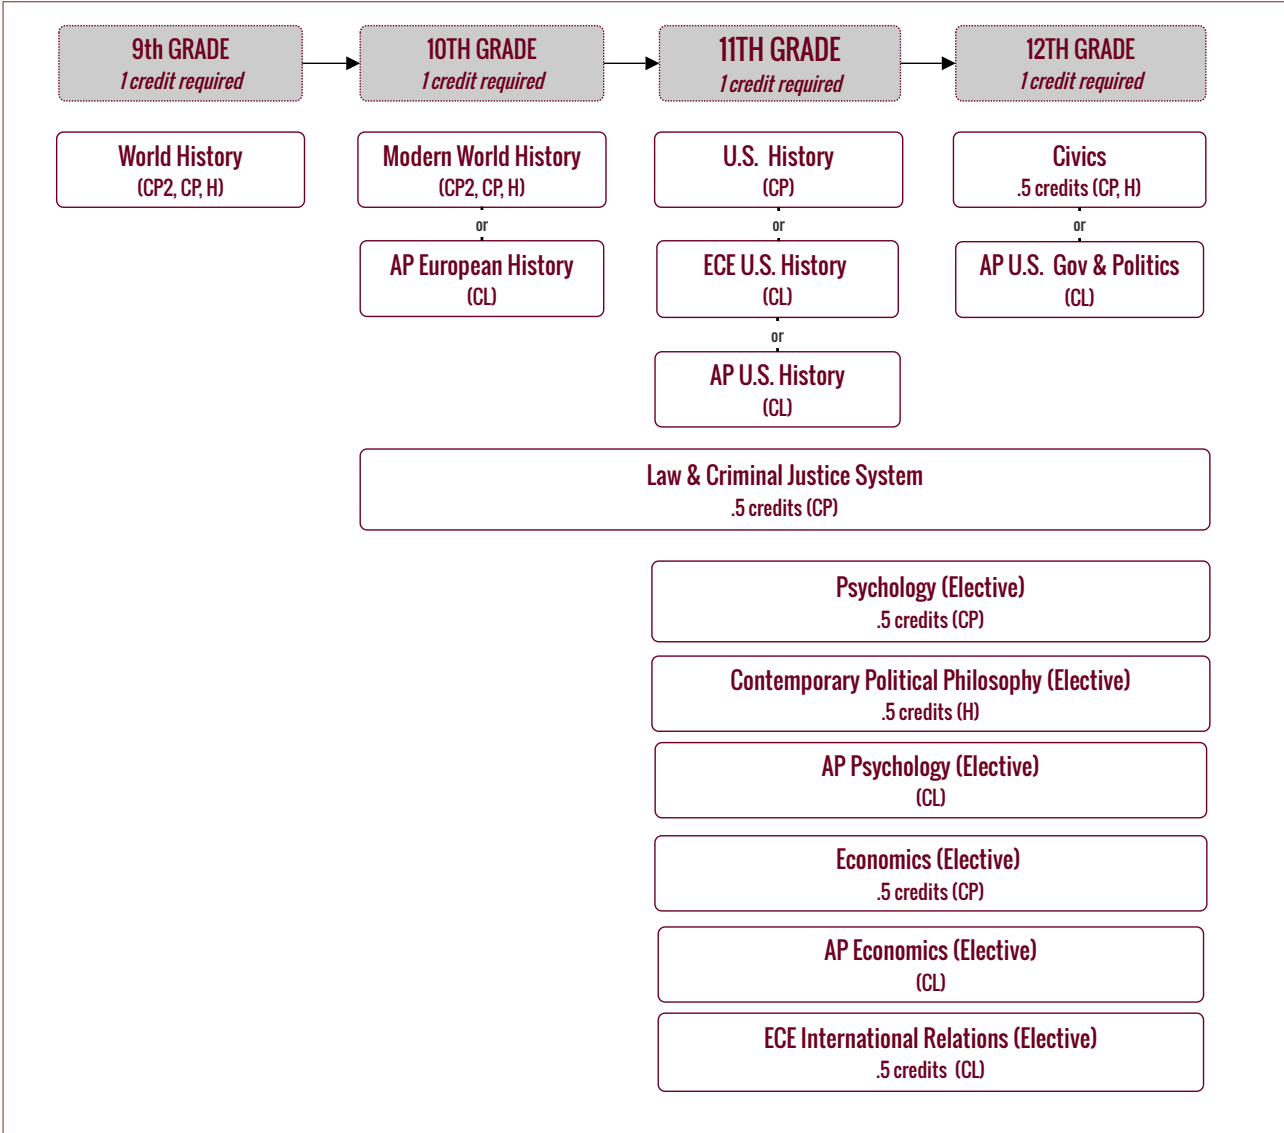 9th GRADE
1 credit required
10TH GRADE
1 credit required
11TH GRADE
1 credit required
12TH GRADE
1 credit required
World History
(CP2, CP, H)
Modern World History
(CP2, CP, H)
U.S. History
(CP)
Civics
.5 credits (CP, H)
or
or
or
AP European History
(CL)
ECE U.S. History
(CL)
AP U.S. Gov & Politics
(CL)
or
AP U.S. History
(CL)
Law & Criminal Justice System
.5 credits (CP)
Psychology (Elective)
.5 credits (CP)
Contemporary Political Philosophy (Elective)
.5 credits (H)
AP Psychology (Elective)
(CL)
Economics (Elective)
.5 credits (CP)
AP Economics (Elective)
(CL)
ECE International Relations (Elective)
.5 credits (CL)